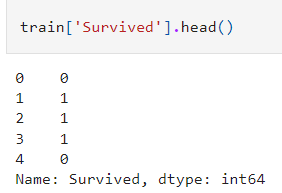 train['Survived'].head()
0    0
1    1
2    1
3    1
4    0
Name: Survived, dtype: int64